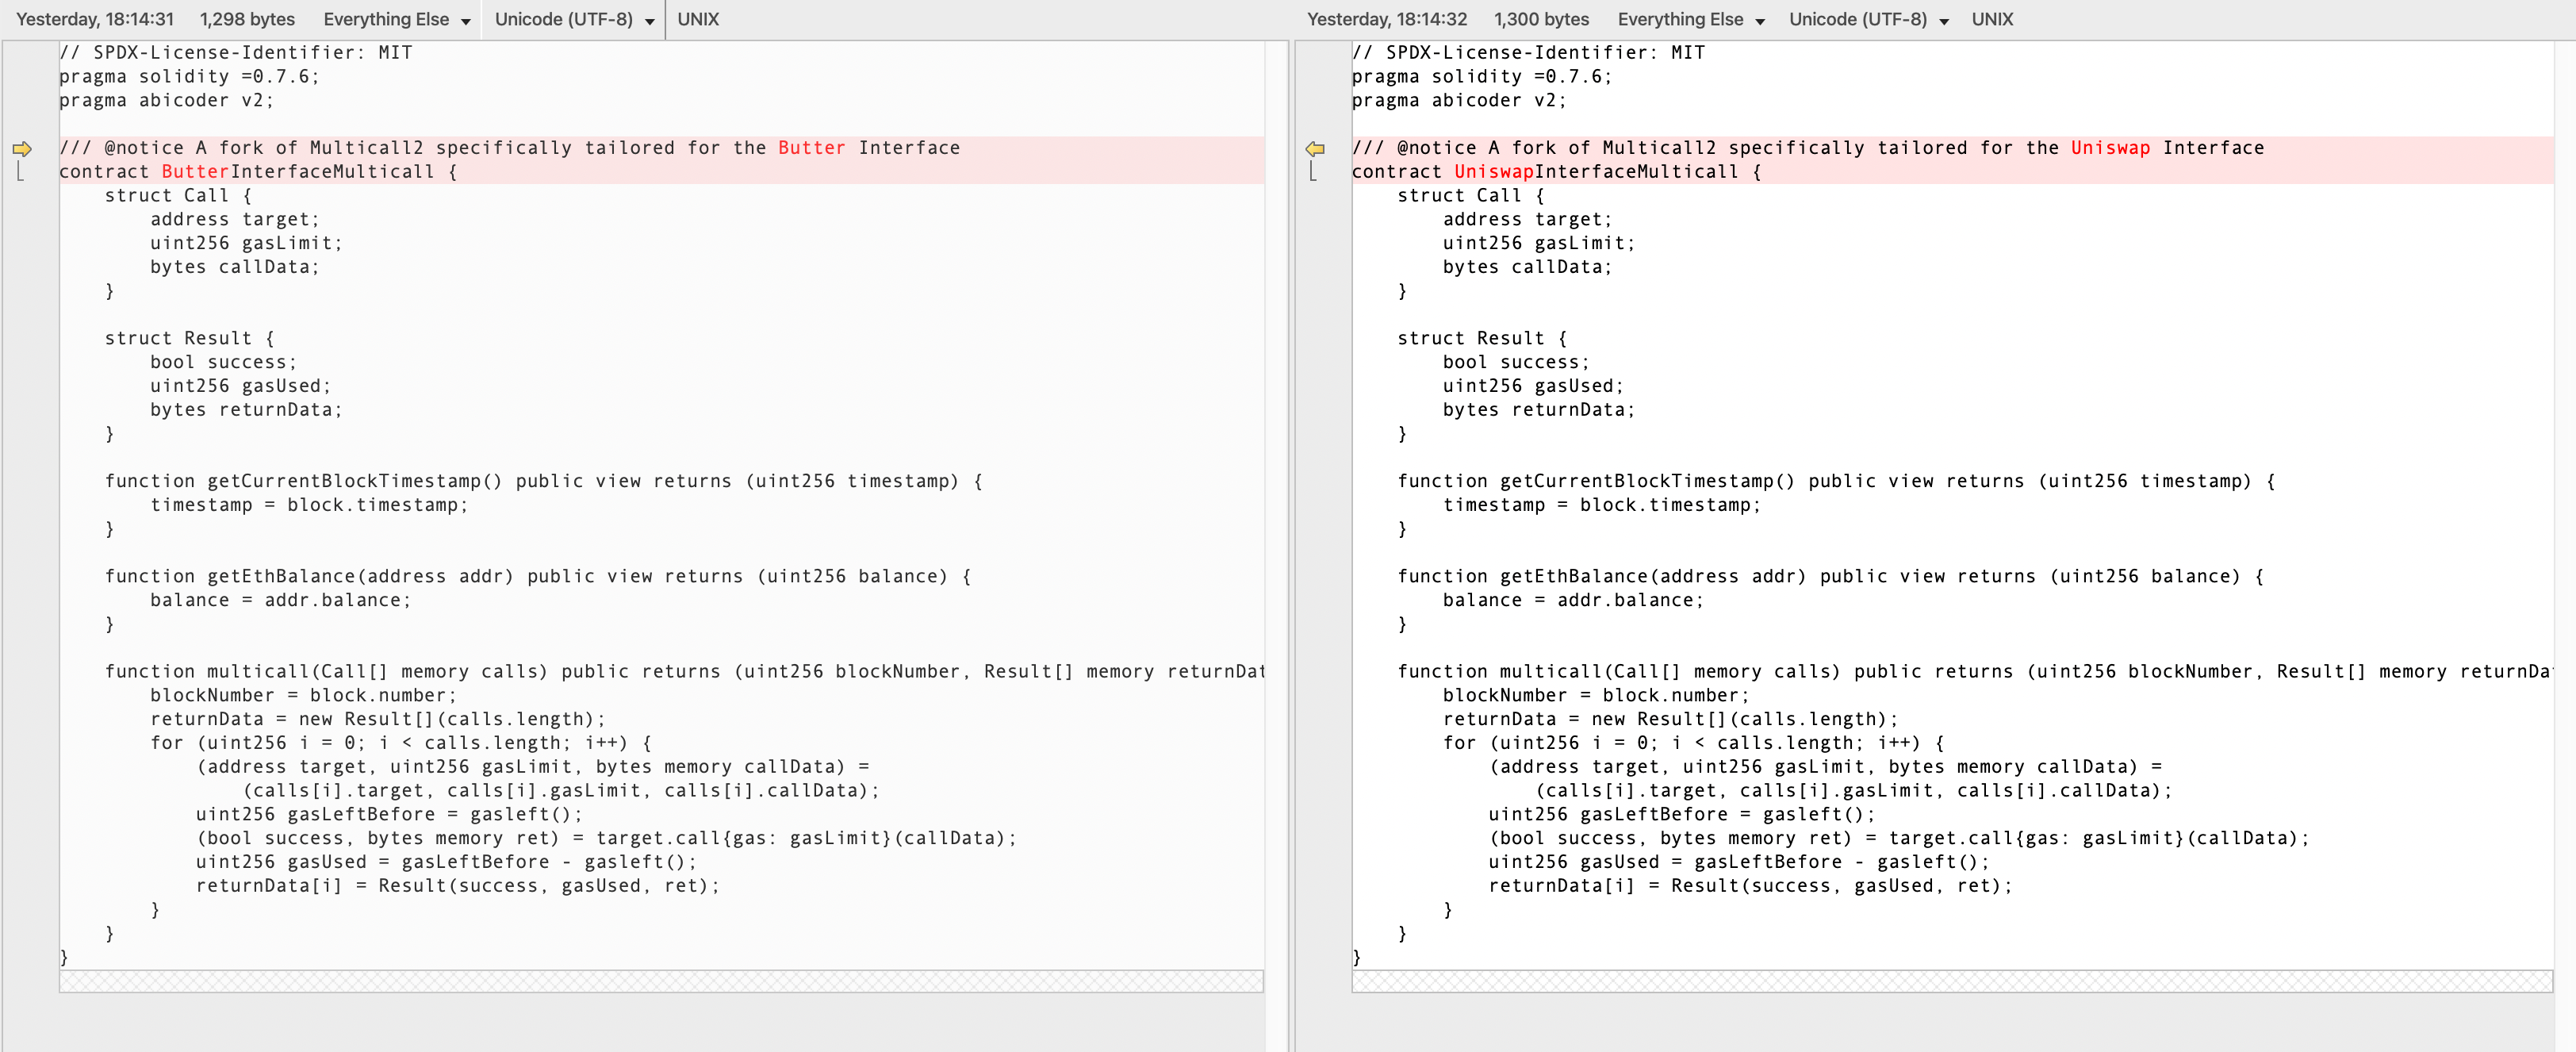 Yesterday, 18:14:31 1,298 bytes Everything Else Unicode (UTF-8) UNIX
// SPDX-License-Identifier: MIT
pragma solidity =0.7.6;
pragma abicoder v2;
/// @notice A fork of Multicall2 specifically tailored for the Butter Interface
contract ButterInterfaceMulticall {
struct Call {
address target;
uint256 gasLimit;
bytes callData;
}
struct Result {
bool success;
uint256 gasUsed;
bytes returnData;
}
function getCurrentBlockTimestamp() public view returns (uint256 timestamp) {
timestamp = block.timestamp;
}
function getEthBalance(address addr) public view returns (uint256 balance) {
balance = addr.balance;
}
function multicall(Call[] memory calls) public returns (uint256 blockNumber, Result[] memory returnDat
blockNumber = block.number;
returnData = new Result[](calls.length);
for (uint256 i = 0; i < calls.length; i++) {
(address target, uint256 gasLimit, bytes memory callData) =
(calls[i].target, calls[i].gasLimit, calls[i].callData);
uint256 gasLeftBefore = gasleft();
(bool success, bytes memory ret) = target.call{gas: gasLimit}(callData);
uint256 gasUsed = gasLeftBefore - gasleft();
returnData[i] = Result(success, gasUsed, ret);
}
}
}
Yesterday, 18:14:32 1,300 bytes Everything Else Unicode (UTF-8) UNIX
// SPDX-License-Identifier: MIT
pragma solidity =0.7.6;
pragma abicoder v2;
/// @notice A fork of Multicall2 specifically tailored for the Uniswap Interface
contract UniswapInterfaceMulticall {
struct Call {
address target;
uint256 gasLimit;
bytes callData;
}
struct Result {
bool success;
uint256 gasUsed;
bytes returnData;
}
function getCurrentBlockTimestamp() public view returns (uint256 timestamp) {
timestamp = block.timestamp;
}
function getEthBalance(address addr) public view returns (uint256 balance) {
balance = addr.balance;
}
function multicall(Call[] memory calls) public returns (uint256 blockNumber, Result[] memory returnDa
blockNumber = block.number;
returnData = new Result[](calls.length);
for (uint256 i = 0; i < calls.length; i++) {
(address target, uint256 gasLimit, bytes memory callData) =
(calls[i].target, calls[i].gasLimit, calls[i].callData);
uint256 gasLeftBefore = gasleft();
(bool success, bytes memory ret) = target.call{gas: gasLimit}(callData);
uint256 gasUsed = gasLeftBefore - gasleft();
returnData[i] = Result(success, gasUsed, ret);
}
}
}